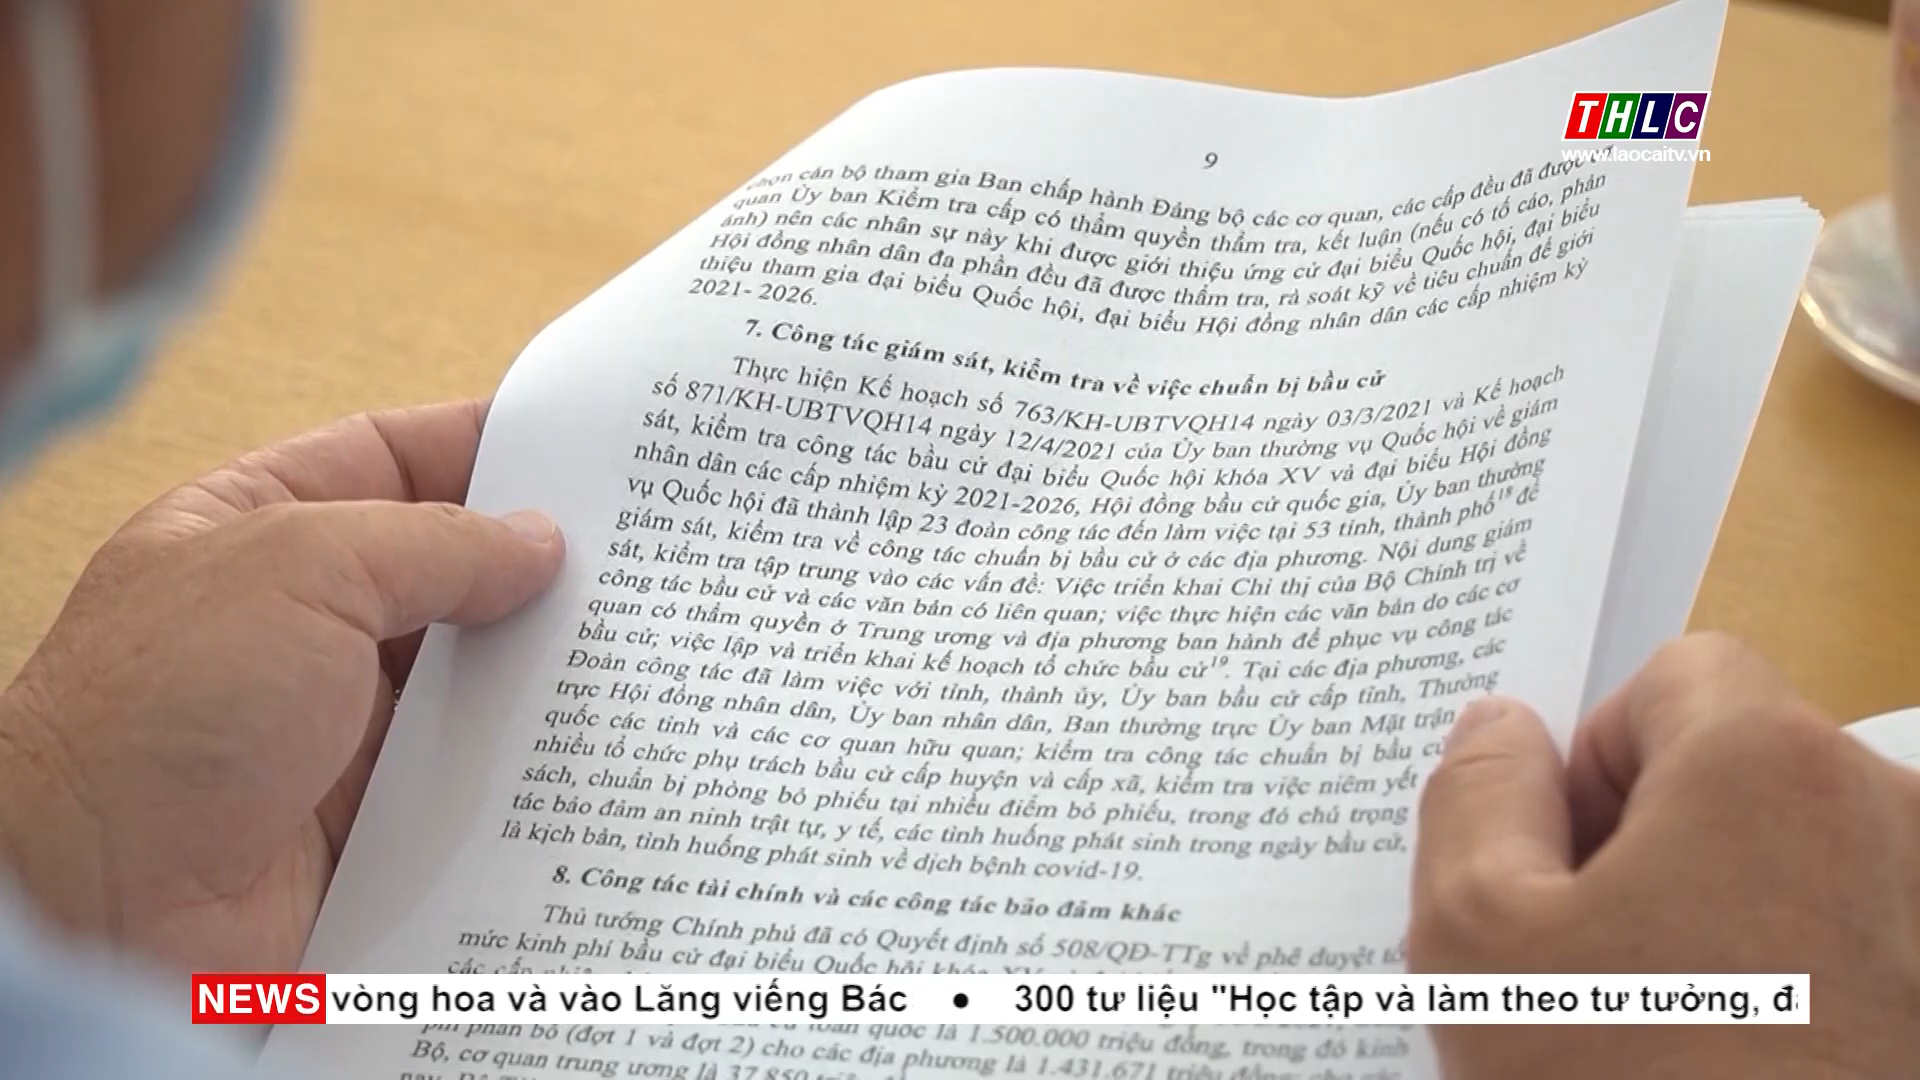 THLC
www.laocaitv.vn
9
cán bộ tham gia Ban chấp hành Đảng bộ các cơ quan, các cấp đều đã được cơ
quan Ủy ban Kiểm tra cấp có thẩm quyền thẩm tra, kết luận (nếu có tố cáo, phản
ánh) nên các nhân sự này khi được giới thiệu ứng cử đại biểu Quốc hội, đại biểu
Hội đồng nhân dân đa phần đều đã được thẩm tra, rà soát kỹ về tiêu chuẩn để giới
thiệu tham gia đại biểu Quốc hội, đại biểu Hội đồng nhân dân các cấp nhiệm kỳ
2021- 2026.
7. Công tác giám sát, kiểm tra về việc chuẩn bị bầu cử
Thực hiện Kế hoạch số 763/KH-UBTVQH14 ngày 03/3/2021 và Kế hoạch
số 871/KH-UBTVQH14 ngày 12/4/2021 của Ủy ban thường vụ Quốc hội về giám
sát, kiểm tra công tác bầu cử đại biểu Quốc hội khóa XV và đại biểu Hội đồng
nhân dân các cấp nhiệm kỳ 2021-2026, Hội đồng bầu cử quốc gia, Ủy ban thường
vụ Quốc hội đã thành lập 23 đoàn công tác đến làm việc tại 53 tỉnh, thành phố18 để
giám sát, kiểm tra về công tác chuẩn bị bầu cử ở các địa phương. Nội dung giám
sát, kiểm tra tập trung vào các vấn đề: Việc triển khai Chỉ thị của Bộ Chính trị về
công tác bầu cử và các văn bản có liên quan; việc thực hiện các văn bản do các cơ
quan có thẩm quyền ở Trung ương và địa phương ban hành để phục vụ công tác
bầu cử; việc lập và triển khai kế hoạch tổ chức bầu cử19. Tại các địa phương, các
Đoàn công tác đã làm việc với tỉnh, thành ủy, Ủy ban bầu cử cấp tỉnh, Thường
trực Hội đồng nhân dân, Ủy ban nhân dân, Ban thường trực Ủy ban Mặt trận
quốc các tỉnh và các cơ quan hữu quan; kiểm tra công tác chuẩn bị bầu
nhiều tổ chức phụ trách bầu cử cấp huyện và cấp xã, kiểm tra việc niêm yết
sách, chuẩn bị phòng bỏ phiếu tại nhiều điểm bỏ phiếu, trong đó chú trọng
tác bảo đảm an ninh trật tự, y tế, các tình huống phát sinh trong ngày bầu cử,
là kịch bản, tình huống phát sinh về dịch bệnh covid-19.
8. Công tác tài chính và các công tác bảo đảm khác
Thủ tướng Chính phủ đã có Quyết định số 508/QĐ-TTg về phê duyệt
mức kinh phí bầu cử đại biểu Quốc hội khóa XV
NEWS vòng hoa và vào Lăng viếng Bác ● 300 tư liệu "Học tập và làm theo tư tưởng,
phí phân bổ (đợt 1 và đợt 2) cho các địa phương là 1.431.671 triệu đồng;
toàn quốc là 1.500.000 triệu đồng, trong đó kinh
Bộ, cơ quan trung ương là 37.850